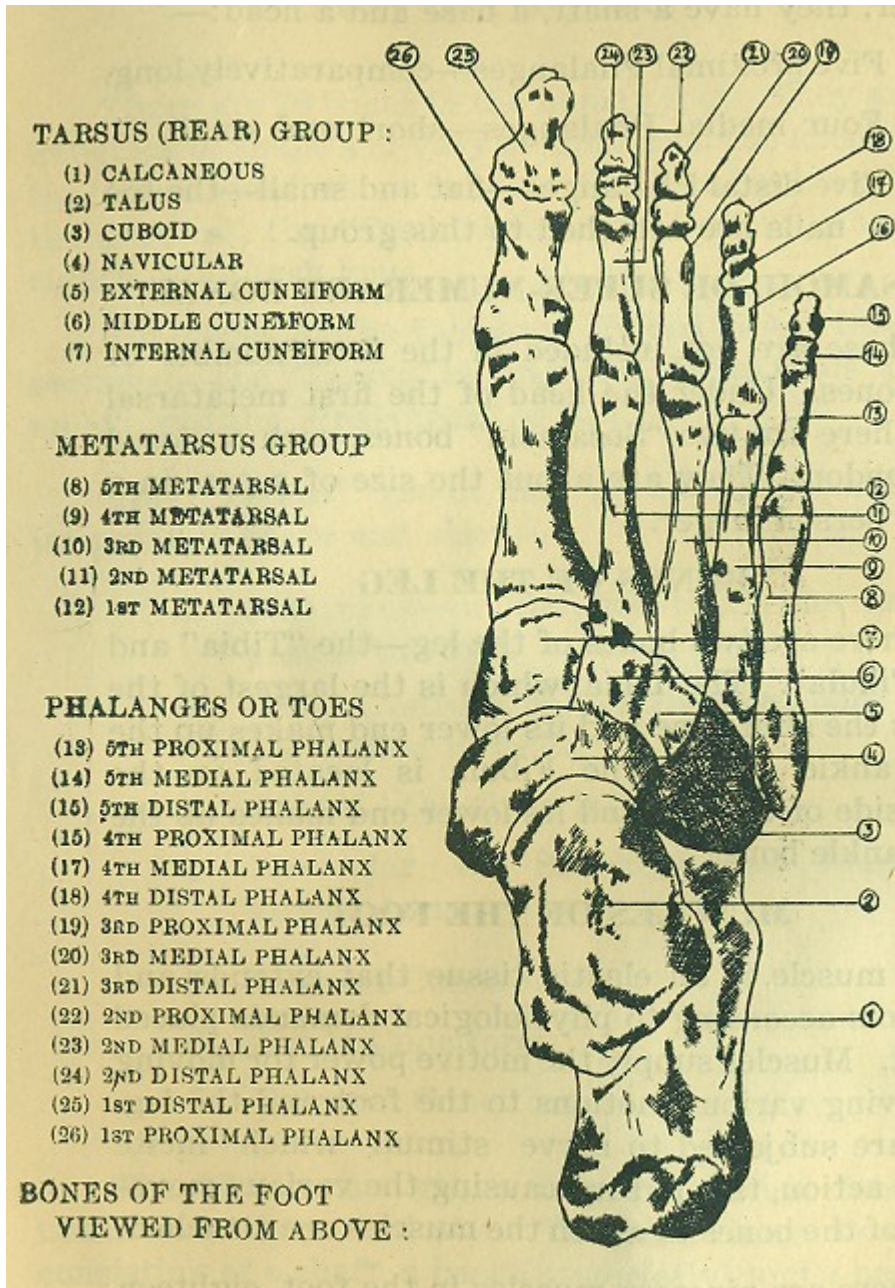 26 25 24 23 22 21 20 19
TARSUS (REAR) GROUP :
(1) CALCANEOUS
(2) TALUS
(3) CUBOID
(4) NAVICULAR
(5) EXTERNAL CUNEIFORM
(6) MIDDLE CUNEIFORM
(7) INTERNAL CUNEIFORM
METATARSUS GROUP
(8) 5TH METATARSAL
(9) 4TH METATARSAL
(10) 3RD METATARSAL
(11) 2ND METATARSAL
(12) 1ST METATARSAL
PHALANGES OR TOES
(13) 5TH PROXIMAL PHALANX
(14) 5TH MEDIAL PHALANX
(15) 5TH DISTAL PHALANX
(15) 4TH PROXIMAL PHALANX
(17) 4TH MEDIAL PHALANX
(18) 4TH DISTAL PHALANX
(19) 3RD PROXIMAL PHALANX
(20) 3RD MEDIAL PHALANX
(21) 3RD DISTAL PHALANX
(22) 2ND PROXIMAL PHALANX
(23) 2ND MEDIAL PHALANX
(24) 2ND DISTAL PHALANX
(25) 1ST DISTAL PHALANX
(26) 1ST PROXIMAL PHALANX
BONES OF THE FOOT
VIEWED FROM ABOVE :
18
17
16
15
14
13
12
11
10
9
8
7
6
5
4
3
2
1